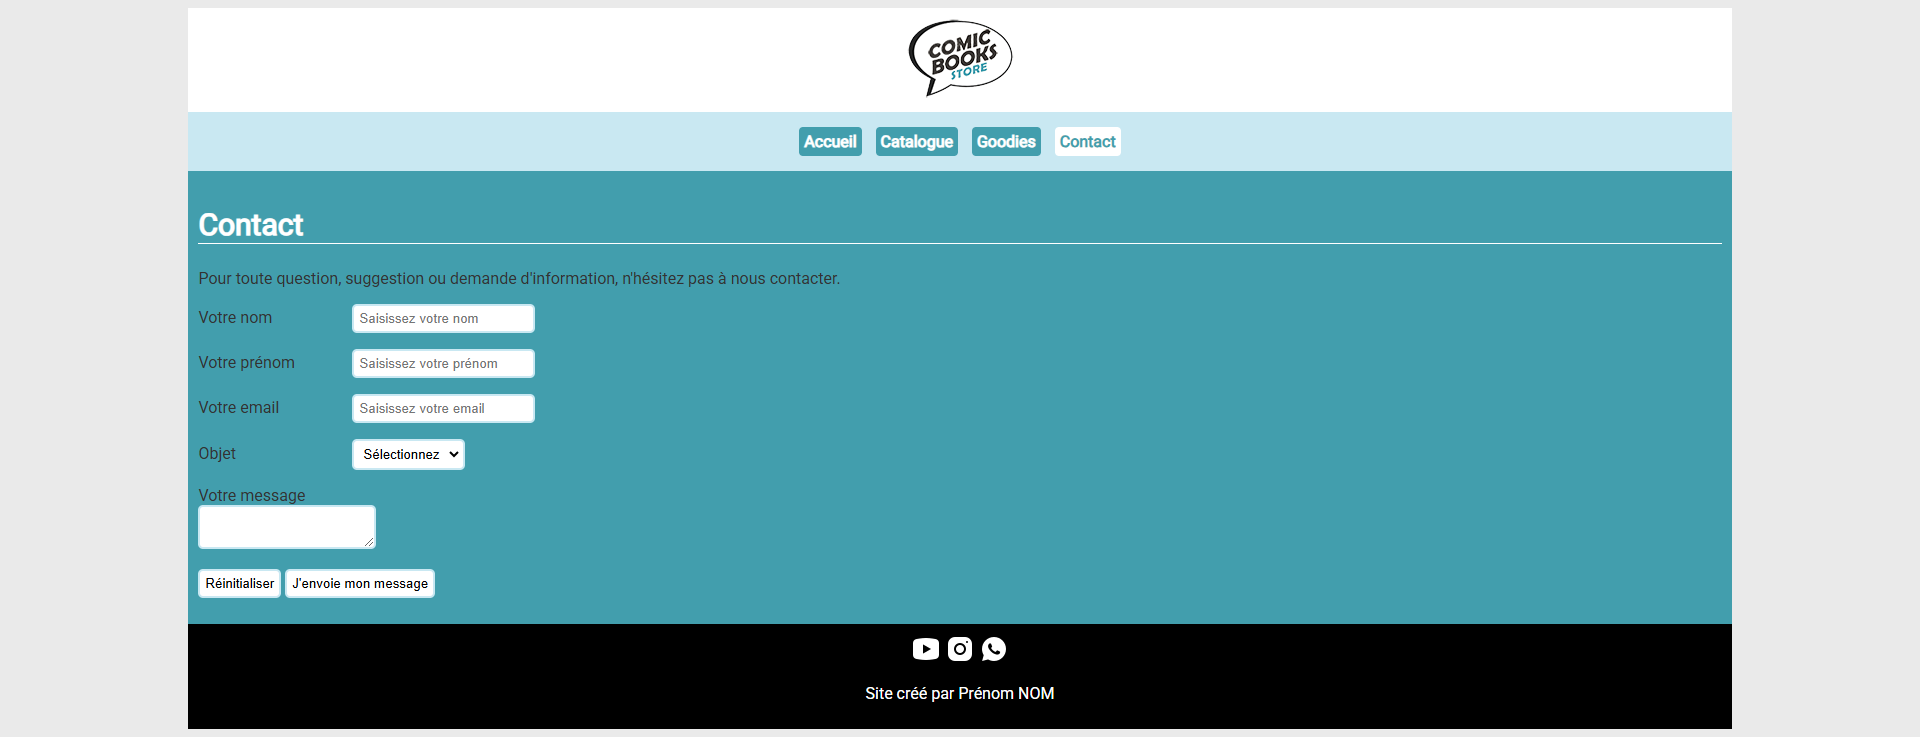 COMIC
BOOKS
STORE
Accueil Catalogue Goodies Contact
Contact
Pour toute question, suggestion ou demande d'information, n'hésitez pas à nous contacter.
Votre nom Saisissez votre nom
Votre prénom Saisissez votre prénom
Votre email Saisissez votre email
Objet Sélectionnez
Votre message
Réinitialiser J'envoie mon message
Site créé par Prénom NOM